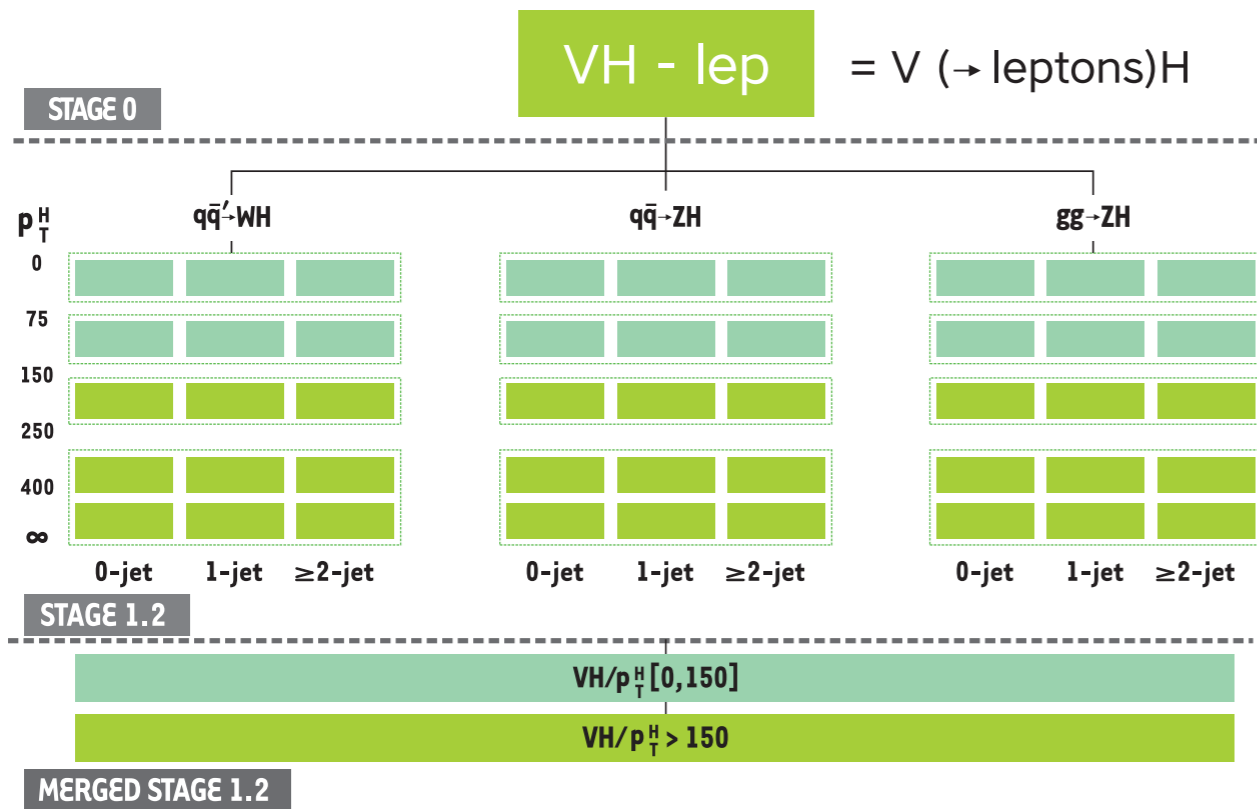 VH - lep = V (→ leptons)H
STAGE 0
qq̄′→WH qq̄→ZH gg→ZH
p_T^H
0
75
150
250
400
∞
0-jet 1-jet ≥2-jet 0-jet 1-jet ≥2-jet 0-jet 1-jet ≥2-jet
STAGE 1.2
VH/p_T^H[0,150]
VH/p_T^H > 150
MERGED STAGE 1.2